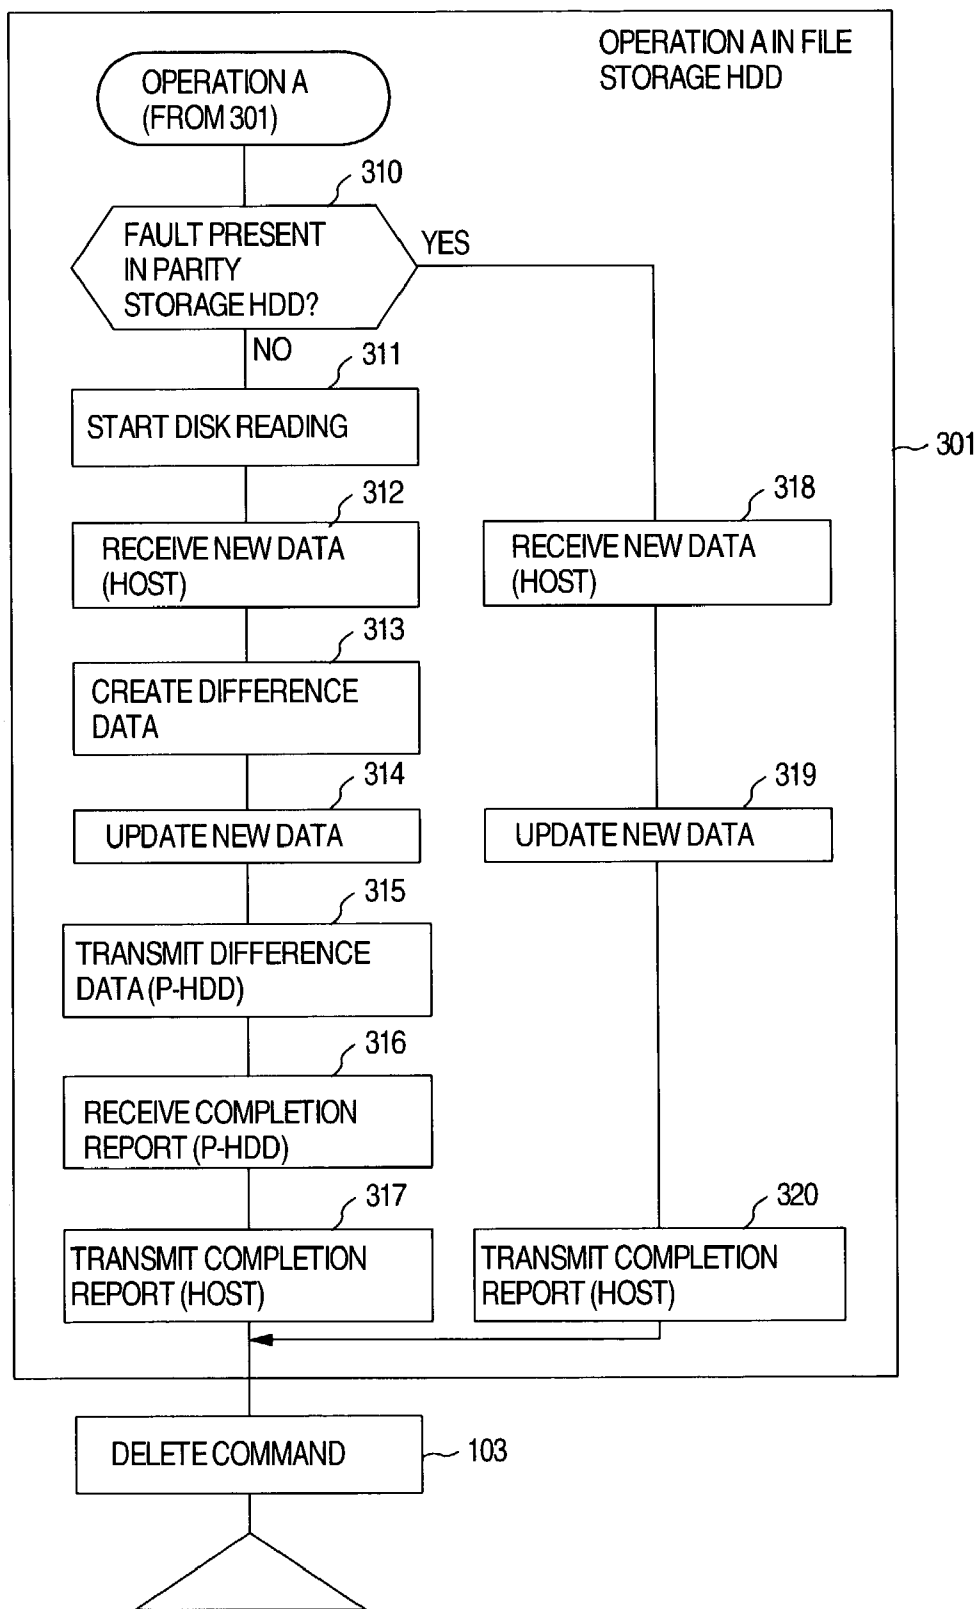 OPERATION A IN FILE
STORAGE HDD
OPERATION A
(FROM 301)
310
FAULT PRESENT
IN PARITY
STORAGE HDD?
YES
NO
311
START DISK READING
301
312
RECEIVE NEW DATA
(HOST)
318
RECEIVE NEW DATA
(HOST)
313
CREATE DIFFERENCE
DATA
314
UPDATE NEW DATA
319
UPDATE NEW DATA
315
TRANSMIT DIFFERENCE
DATA (P-HDD)
316
RECEIVE COMPLETION
REPORT (P-HDD)
317
TRANSMIT COMPLETION
REPORT (HOST)
320
TRANSMIT COMPLETION
REPORT (HOST)
DELETE COMMAND
103